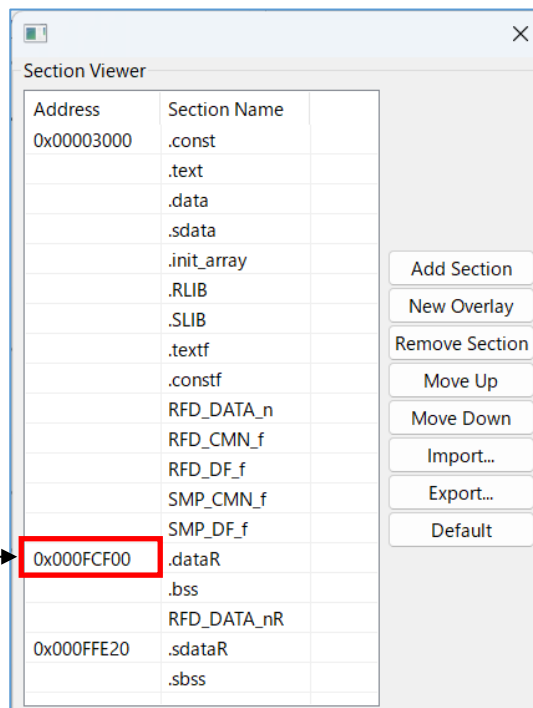 Section Viewer
Address Section Name
0x00003000 .const
.text
.data
.sdata
.init_array
.RLIB
.SLIB
.textf
.constf
RFD_DATA_n
RFD_CMN_f
RFD_DF_f
SMP_CMN_f
SMP_DF_f
0x000FCF00 .dataR
.bss
RFD_DATA_nR
0x000FFE20 .sdataR
.sbss
Add Section
New Overlay
Remove Section
Move Up
Move Down
Import...
Export...
Default